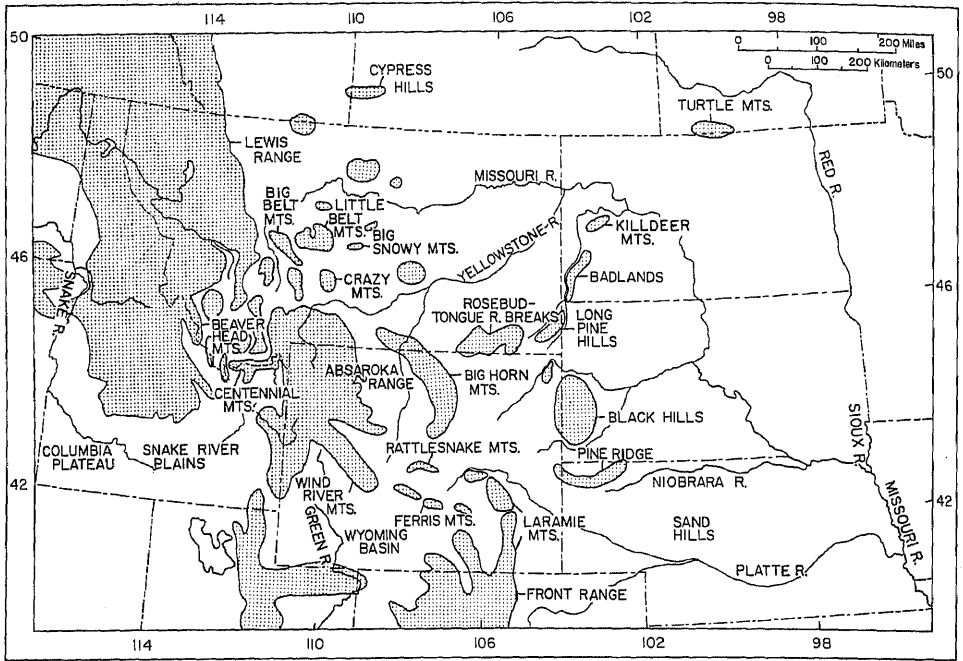 114 110 106 102 98
50
0 100 200 Miles
0 100 200 Kilometers
50
CYPRESS
HILLS
TURTLE MTS.
LEWIS
RANGE
RED R.
MISSOURI R.
BIG
BELT MTS.
LITTLE
BELT MTS.
BIG
SNOWY MTS.
KILLDEER
MTS.
YELLOWSTONE R.
46
46
SNAKE R.
CRAZY
MTS.
BADLANDS
ROSEBUD-
TONGUE R. BREAKS
LONG
PINE
HILLS
BEAVER
HEAD
MTS.
ABSAROKA
RANGE
BIG HORN
MTS.
CENTENNIAL
MTS.
BLACK HILLS
SIOUX R.
COLUMBIA
PLATEAU
SNAKE RIVER
PLAINS
RATTLESNAKE MTS.
PINE RIDGE
42
WIND
RIVER
MTS.
NIOBRARA R.
MISSOURI R.
42
GREEN R.
WYOMING
BASIN
FERRIS MTS.
LARAMIE
MTS.
SAND
HILLS
PLATTE R.
FRONT RANGE
114 110 106 102 98